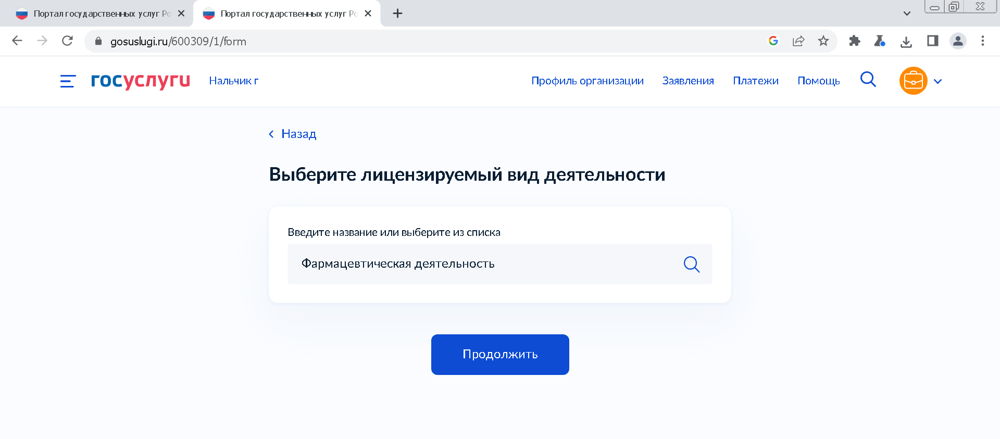 Портал государственных услуг Ро
Портал государственных услуг Ро
gosuslugi.ru/600309/1/form
госуслуги
Нальчик г
Профиль организации
Заявления
Платежи
Помощь
Назад
Выберите лицензируемый вид деятельности
Введите название или выберите из списка
Фармацевтическая деятельность
Продолжить